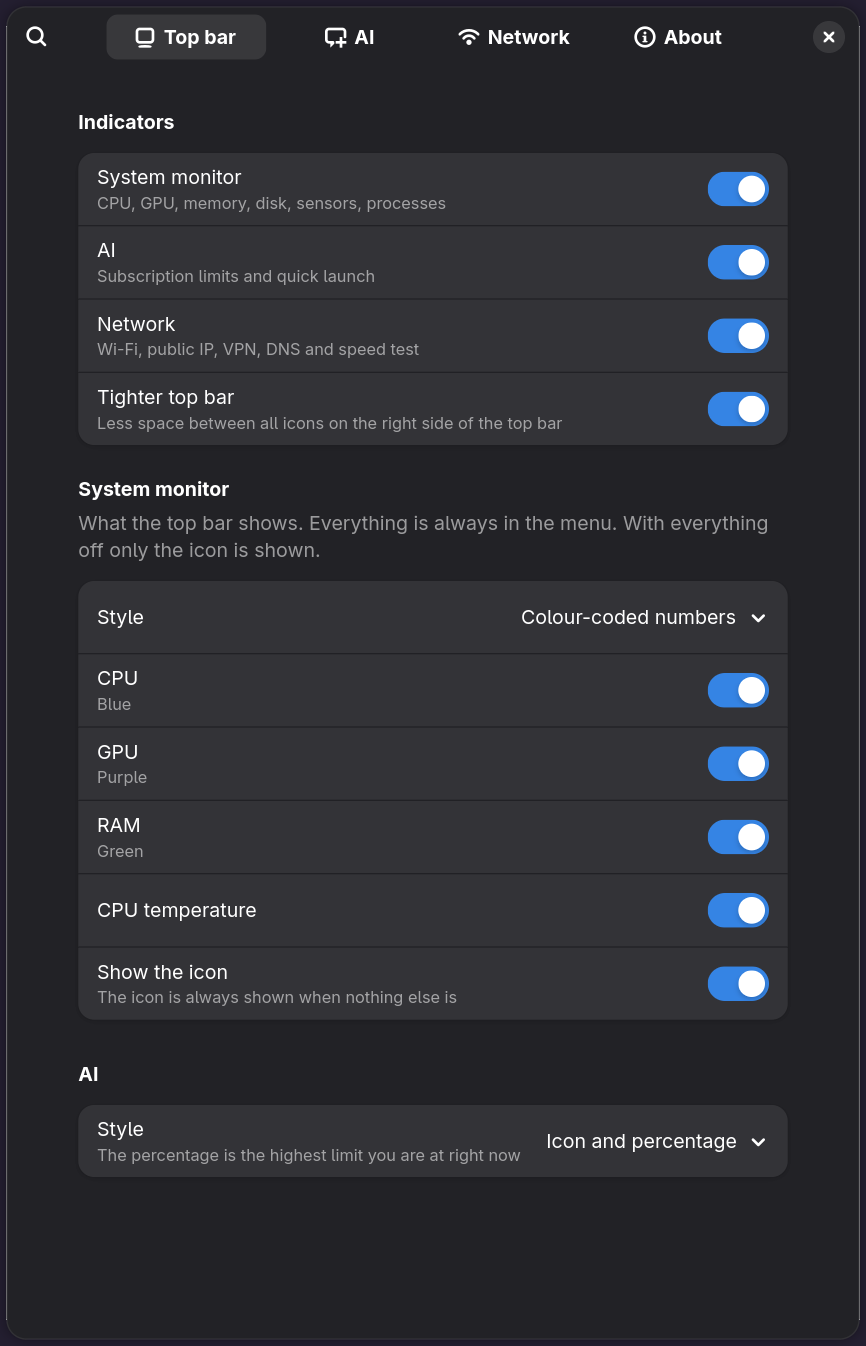 Top bar
AI
Network
About
Indicators
System monitor
CPU, GPU, memory, disk, sensors, processes
AI
Subscription limits and quick launch
Network
Wi-Fi, public IP, VPN, DNS and speed test
Tighter top bar
Less space between all icons on the right side of the top bar
System monitor
What the top bar shows. Everything is always in the menu. With everything
off only the icon is shown.
Style
Colour-coded numbers
CPU
Blue
GPU
Purple
RAM
Green
CPU temperature
Show the icon
The icon is always shown when nothing else is
AI
Style
The percentage is the highest limit you are at right now
Icon and percentage